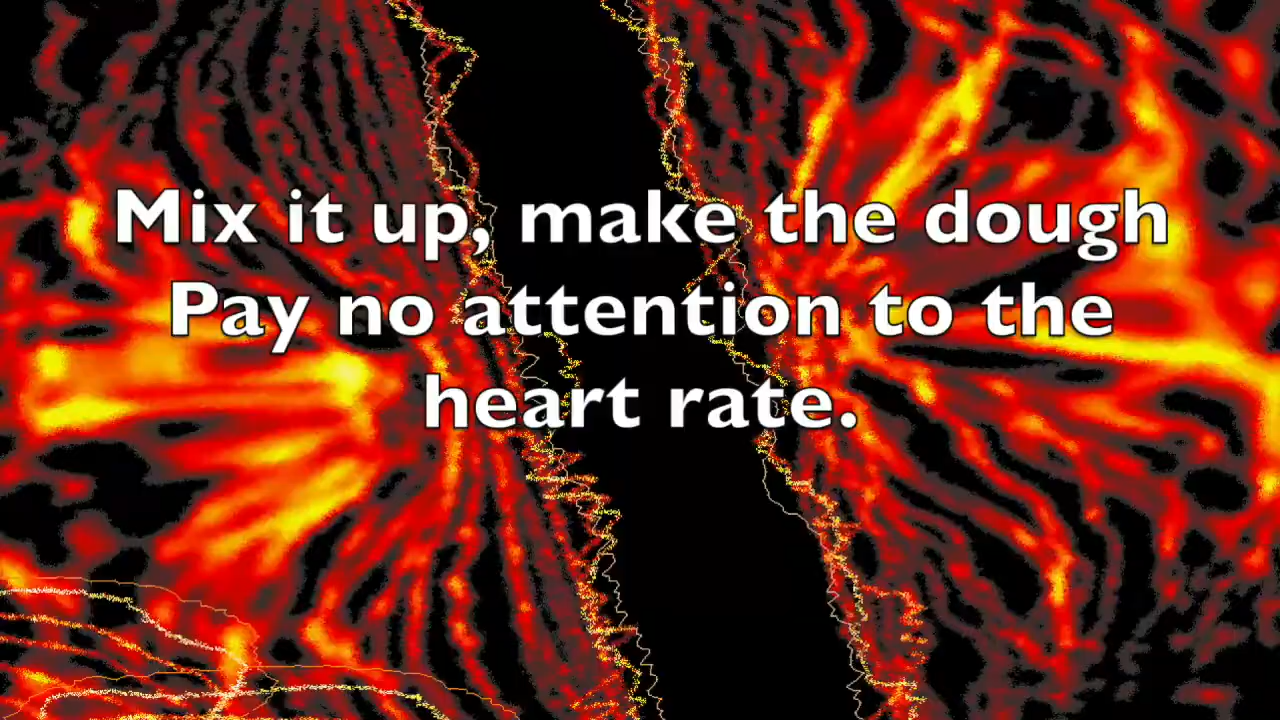 Mix it up, make the dough
Pay no attention to the
heart rate.